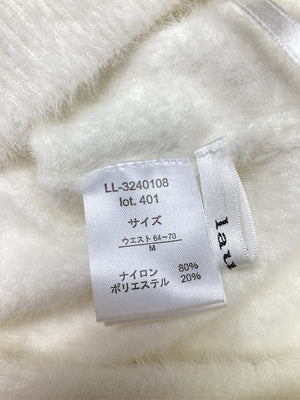 LL-3240108
lot. 401
サイズ
ウエスト 64〜70
M
ナイロン 80%
ポリエステル 20%
lau